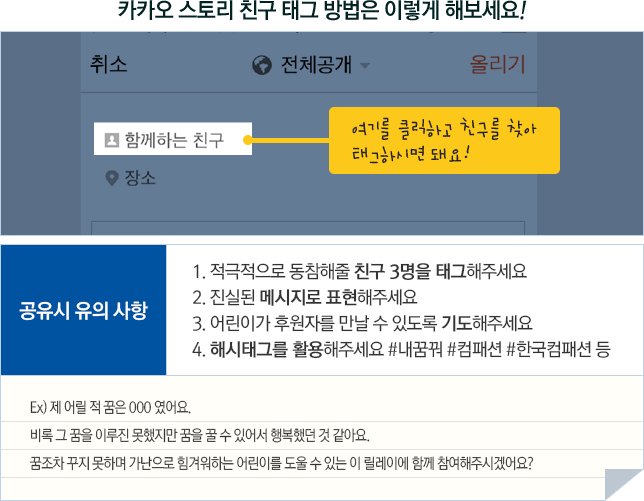 카카오 스토리 친구 태그 방법은 이렇게 해보세요!
취소
전체공개
올리기
함께하는 친구
여기를 클릭하고 친구를 찾아
태그하시면 돼요!
장소
공유시 유의 사항
1. 적극적으로 동참해줄 친구 3명을 태그해주세요
2. 진실된 메시지로 표현해주세요
3. 어린이가 후원자를 만날 수 있도록 기도해주세요
4. 해시태그를 활용해주세요 #내꿈꿔 #컴패션 #한국컴패션 등
Ex) 제 어릴 적 꿈은 000 였어요.
비록 그 꿈을 이루진 못했지만 꿈을 꿀 수 있어서 행복했던 것 같아요.
꿈조차 꾸지 못하며 가난으로 힘겨워하는 어린이를 도울 수 있는 이 릴레이에 함께 참여해주시겠어요?